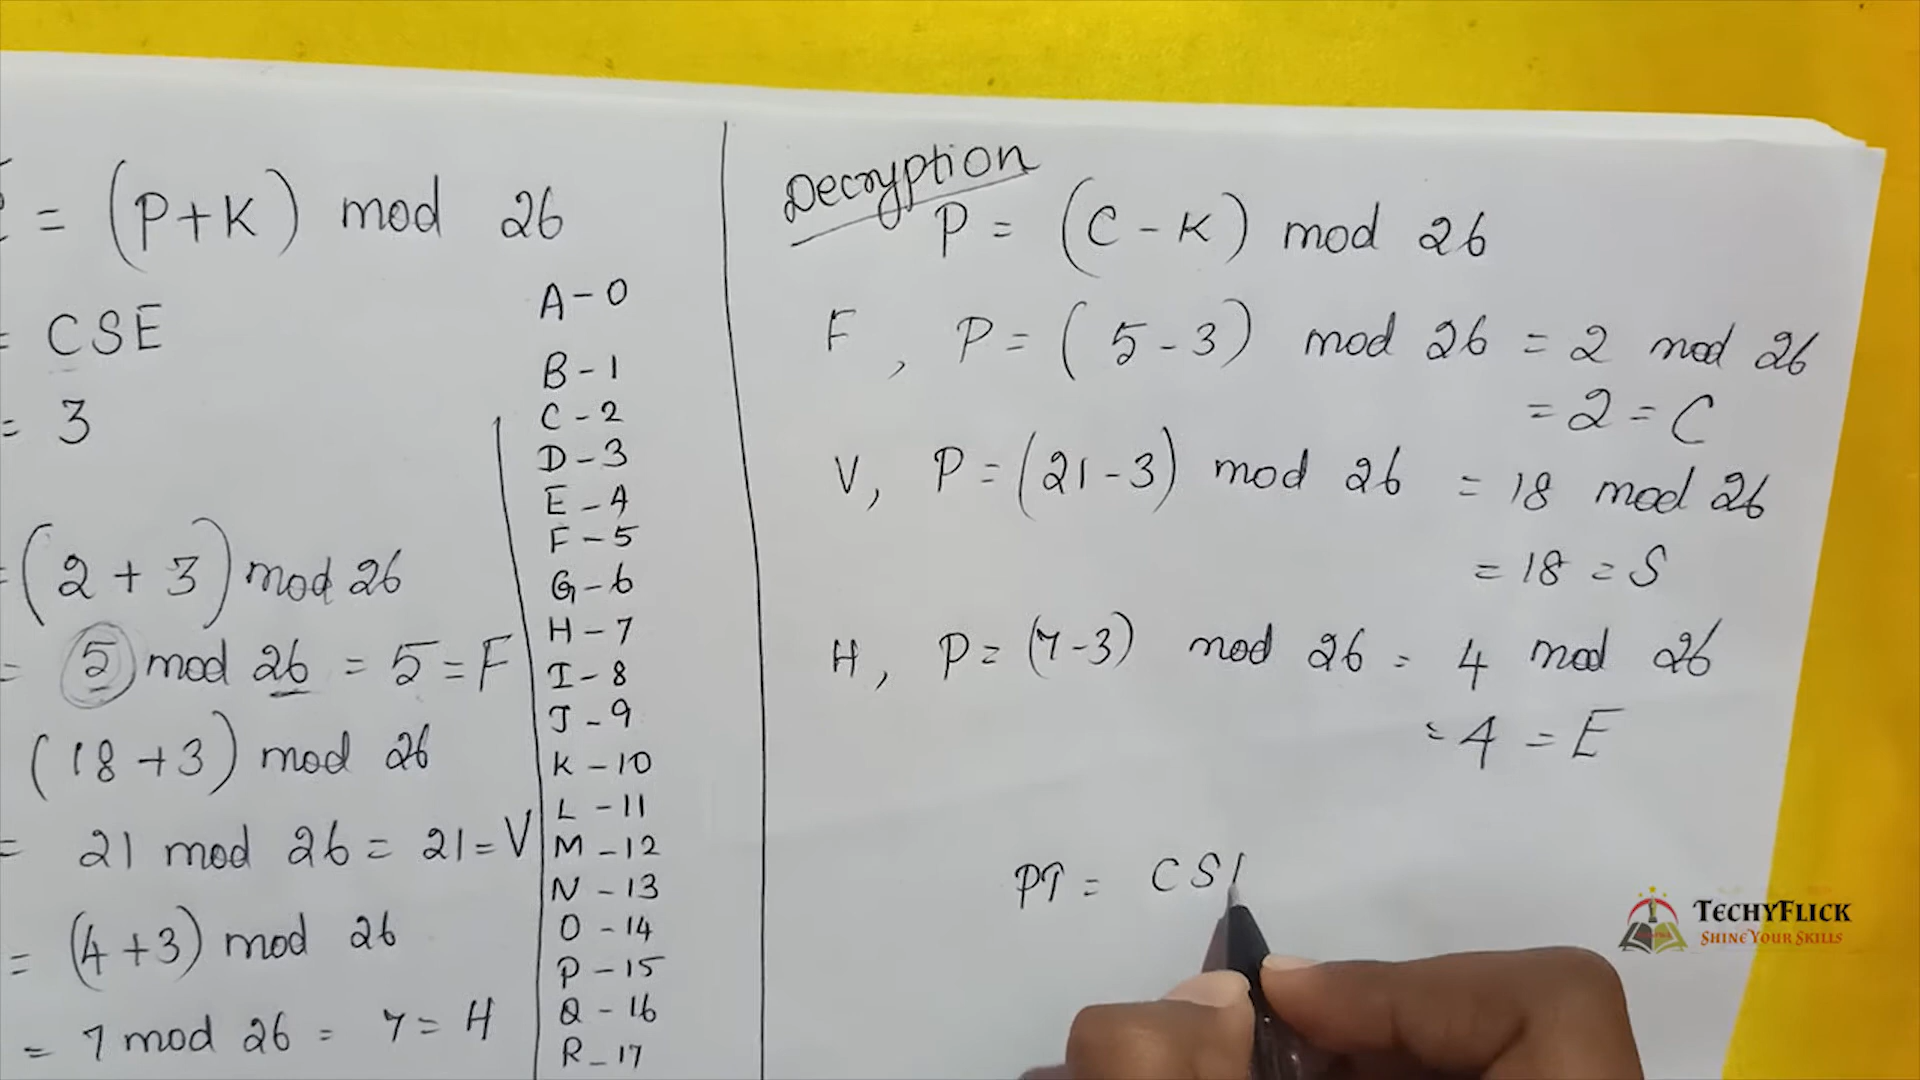 = (P+K) mod 26
= CSE
= 3
= (2 + 3) mod 26
= 5 mod 26 = 5 = F
(18 + 3) mod 26
= 21 mod 26 = 21 = V
= (4 + 3) mod 26
= 7 mod 26 = 7 = H
A - 0
B - 1
C - 2
D - 3
E - 4
F - 5
G - 6
H - 7
I - 8
J - 9
K - 10
L - 11
M - 12
N - 13
O - 14
P - 15
Q - 16
R - 17
Decryption
P = (C - K) mod 26
F, P = (5 - 3) mod 26 = 2 mod 26
= 2 = C
V, P = (21 - 3) mod 26 = 18 mod 26
= 18 = S
H, P = (7 - 3) mod 26 = 4 mod 26
= 4 = E
PT = CS
TECHYFLICK
SHINE YOUR SKILLS